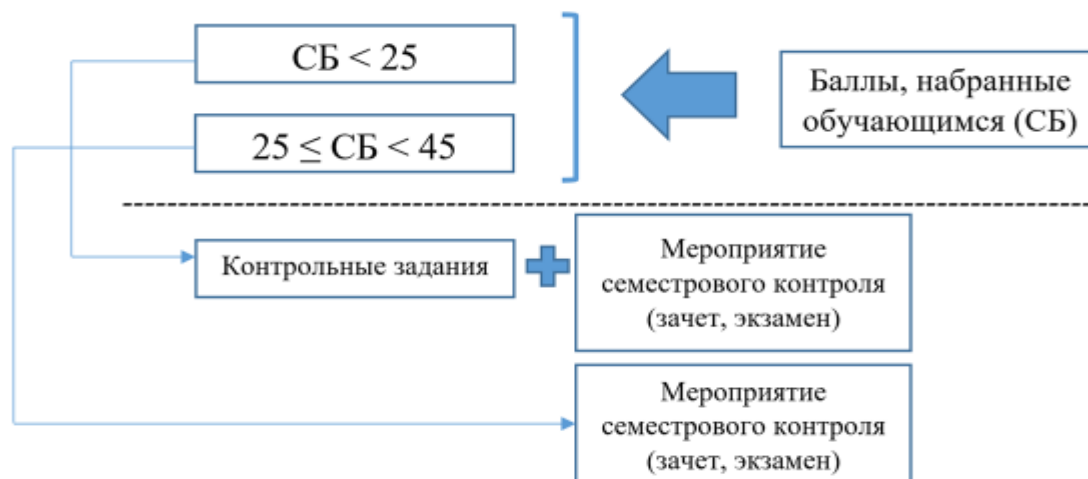 СБ < 25
Баллы, набранные
обучающимся (СБ)
25 ≤ СБ < 45
Контрольные задания
Мероприятие
семестрового контроля
(зачет, экзамен)
Мероприятие
семестрового контроля
(зачет, экзамен)